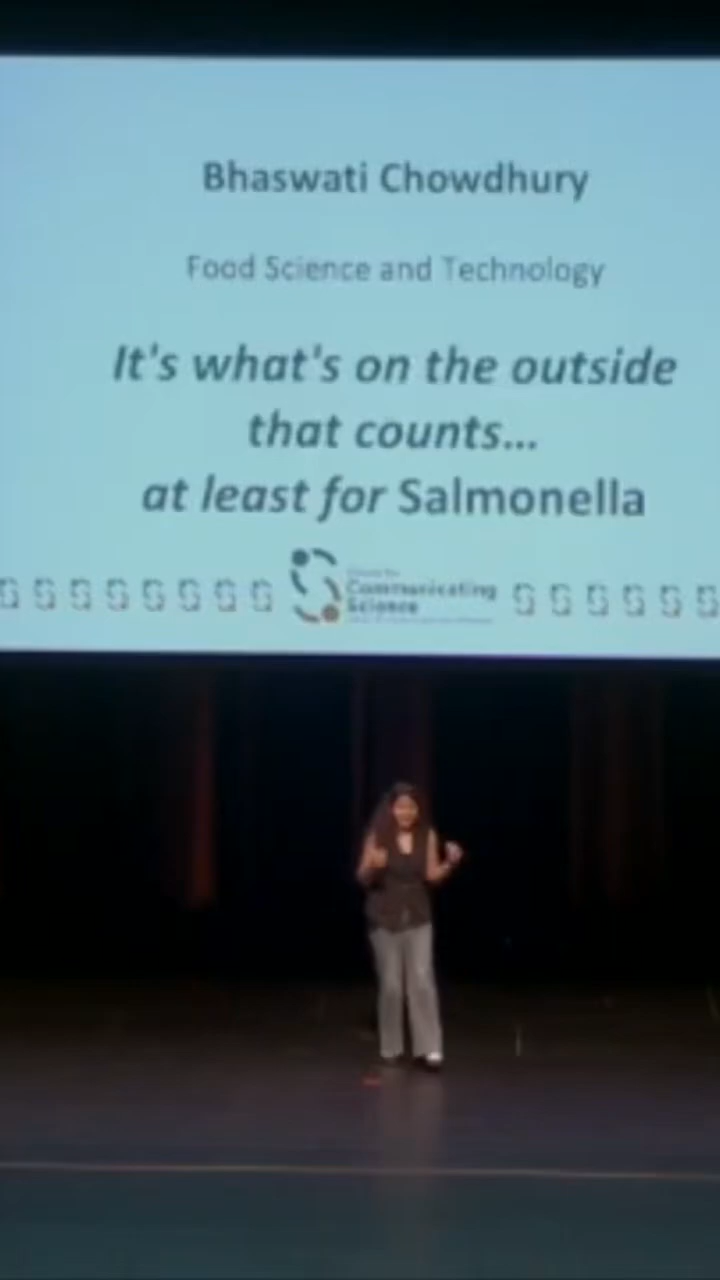 Bhaswati Chowdhury
Food Science and Technology
It's what's on the outside
that counts...
at least for Salmonella
Communicating
Science